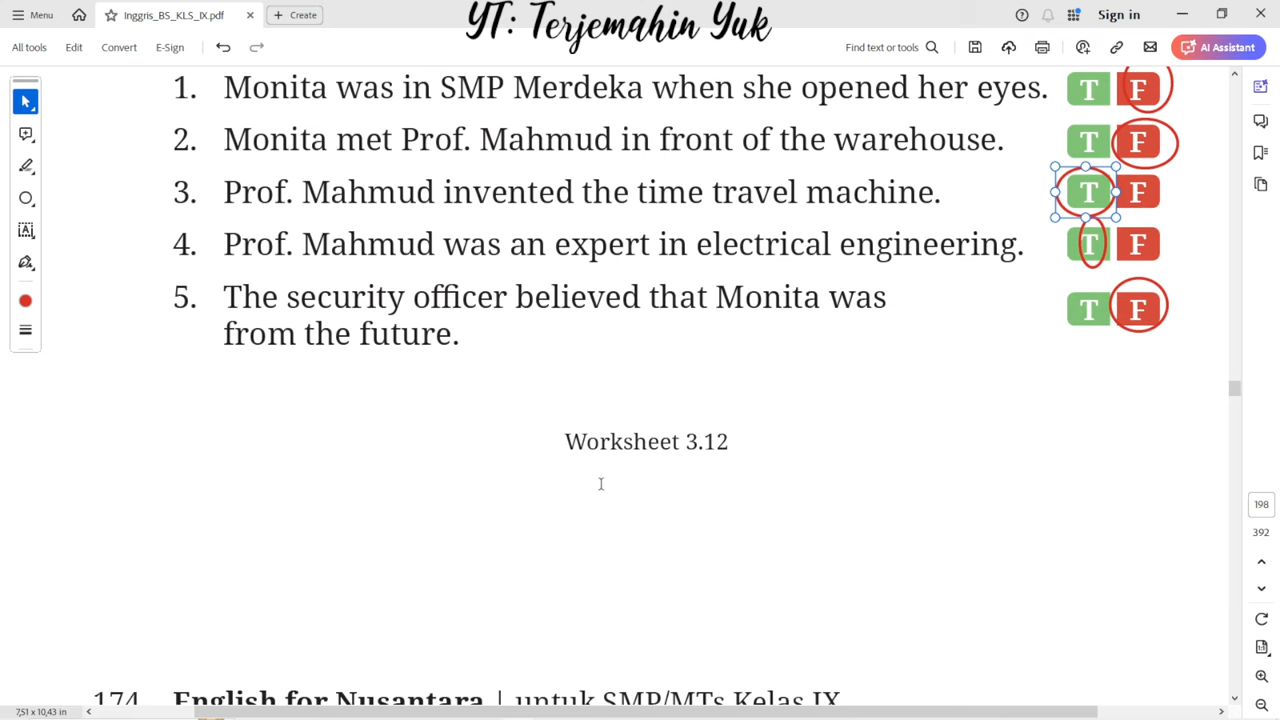 Menu
Inggris_BS_KLS_IX.pdf
Create
YT: Terjemahin Yuk
Sign in
All tools
Edit
Convert
E-Sign
Find text or tools
AI Assistant
1. Monita was in SMP Merdeka when she opened her eyes. T F
2. Monita met Prof. Mahmud in front of the warehouse. T F
3. Prof. Mahmud invented the time travel machine. T F
4. Prof. Mahmud was an expert in electrical engineering. T F
5. The security officer believed that Monita was T F
from the future.
Worksheet 3.12
198
392
174 English for Nusantara | untuk SMP/MTs Kelas IX
7,51 x 10,43 in